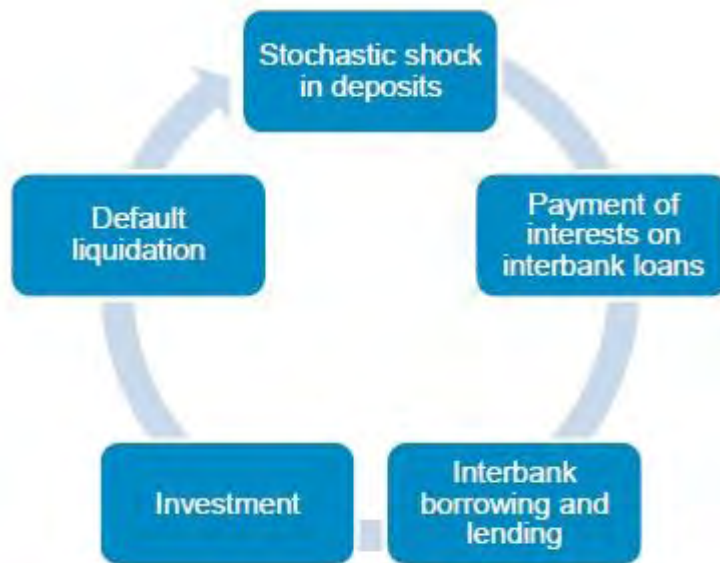 Stochastic shock
in deposits
Payment of
interests on
interbank loans
Interbank
borrowing and
lending
Investment
Default
liquidation